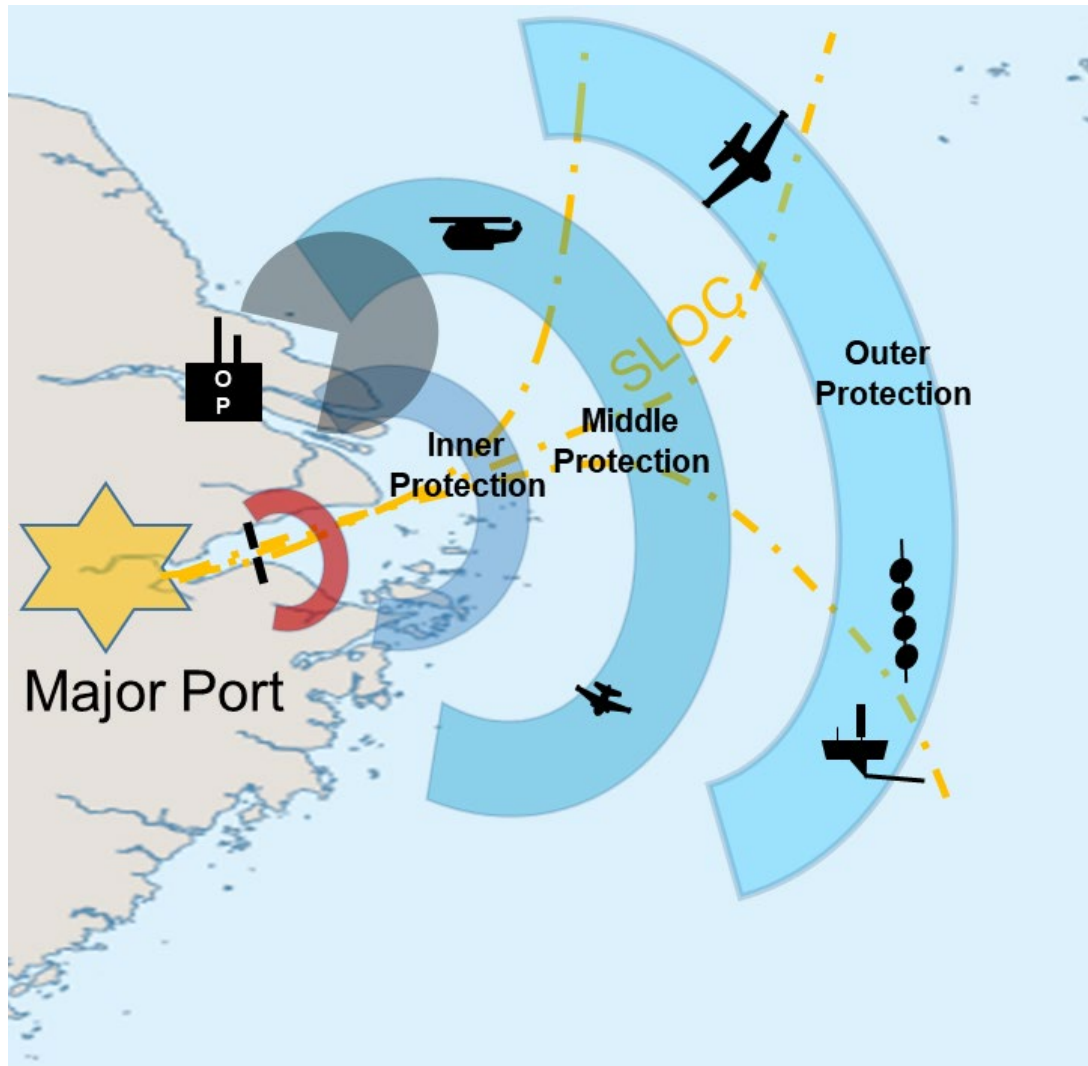 SLOC
Outer
Protection
O
P
Middle
Protection
Inner
Protection
Major Port